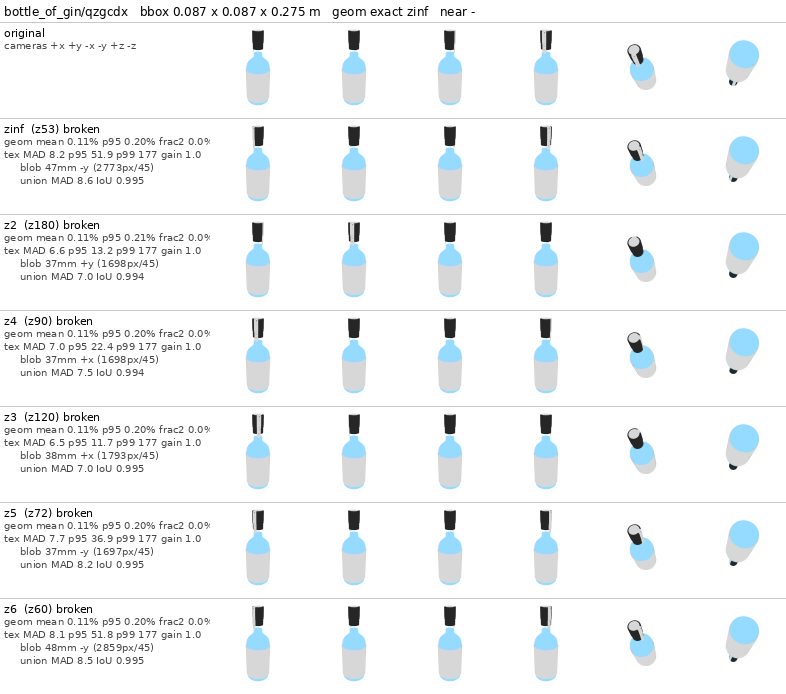 bottle_of_gin/qzgcdx bbox 0.087 x 0.087 x 0.275 m geom exact zinf near -
original
cameras +x +y -x -y +z -z
zinf (z53) broken
geom mean 0.11% p95 0.20% frac2 0.0%
tex MAD 8.2 p95 51.9 p99 177 gain 1.0
blob 47mm -y (2773px/45)
union MAD 8.6 IoU 0.995
z2 (z180) broken
geom mean 0.11% p95 0.21% frac2 0.0%
tex MAD 6.6 p95 13.2 p99 177 gain 1.0
blob 37mm +y (1698px/45)
union MAD 7.0 IoU 0.994
z4 (z90) broken
geom mean 0.11% p95 0.20% frac2 0.0%
tex MAD 7.0 p95 22.4 p99 177 gain 1.0
blob 37mm +x (1698px/45)
union MAD 7.5 IoU 0.994
z3 (z120) broken
geom mean 0.11% p95 0.20% frac2 0.0%
tex MAD 6.5 p95 11.7 p99 177 gain 1.0
blob 38mm +x (1793px/45)
union MAD 7.0 IoU 0.995
z5 (z72) broken
geom mean 0.11% p95 0.20% frac2 0.0%
tex MAD 7.7 p95 36.9 p99 177 gain 1.0
blob 37mm -y (1697px/45)
union MAD 8.2 IoU 0.995
z6 (z60) broken
geom mean 0.11% p95 0.20% frac2 0.0%
tex MAD 8.1 p95 51.8 p99 177 gain 1.0
blob 48mm -y (2859px/45)
union MAD 8.5 IoU 0.995